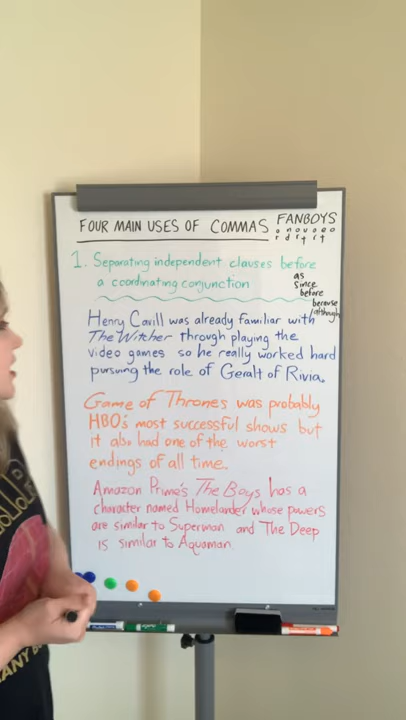 FOUR MAIN USES OF COMMAS
FANBOYS
o n o u o e o
r d r t r t
1. Separating independent clauses before
a coordinating conjunction
as
since
before
because
although
Henry Cavill was already familiar with
The Witcher through playing the
video games so he really worked hard
pursuing the role of Geralt of Rivia.
Game of Thrones was probably
HBO's most successful shows but
it also had one of the worst
endings of all time.
Amazon Prime's The Boys has a
character named Homelander whose powers
are similar to Superman and The Deep
is similar to Aquaman.